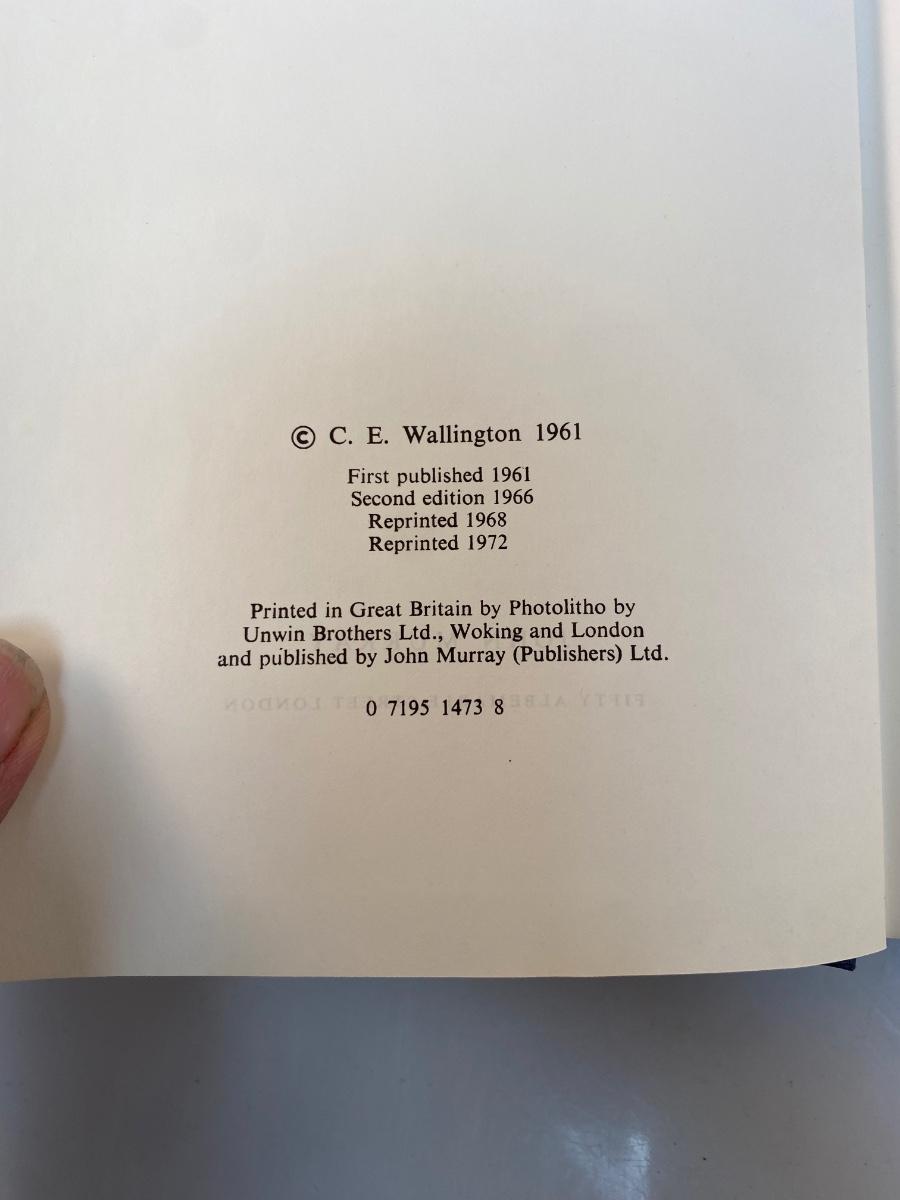 © C. E. Wallington 1961
First published 1961
Second edition 1966
Reprinted 1968
Reprinted 1972
Printed in Great Britain by Photolitho by
Unwin Brothers Ltd., Woking and London
and published by John Murray (Publishers) Ltd.
0 7195 1473 8